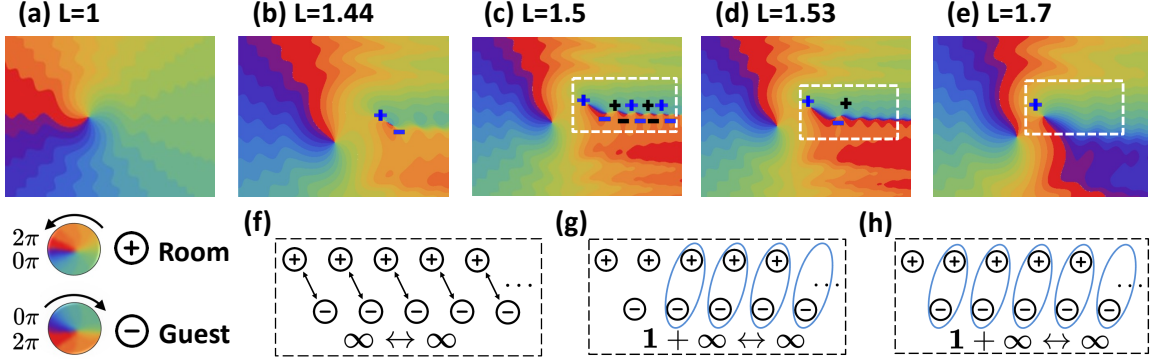 (a) L=1
(b) L=1.44
(c) L=1.5
(d) L=1.53
(e) L=1.7
+
−
+ + + + +
− − − − −
+ +
−
+
2π
0π
+ Room
0π
2π
− Guest
(f)
+ + + + +
...
− − − − −
∞ ↔ ∞
(g)
+ + + + +
...
− − − − −
1 + ∞ ↔ ∞
(h)
+ + + + +
...
− − − − −
1 + ∞ ↔ ∞